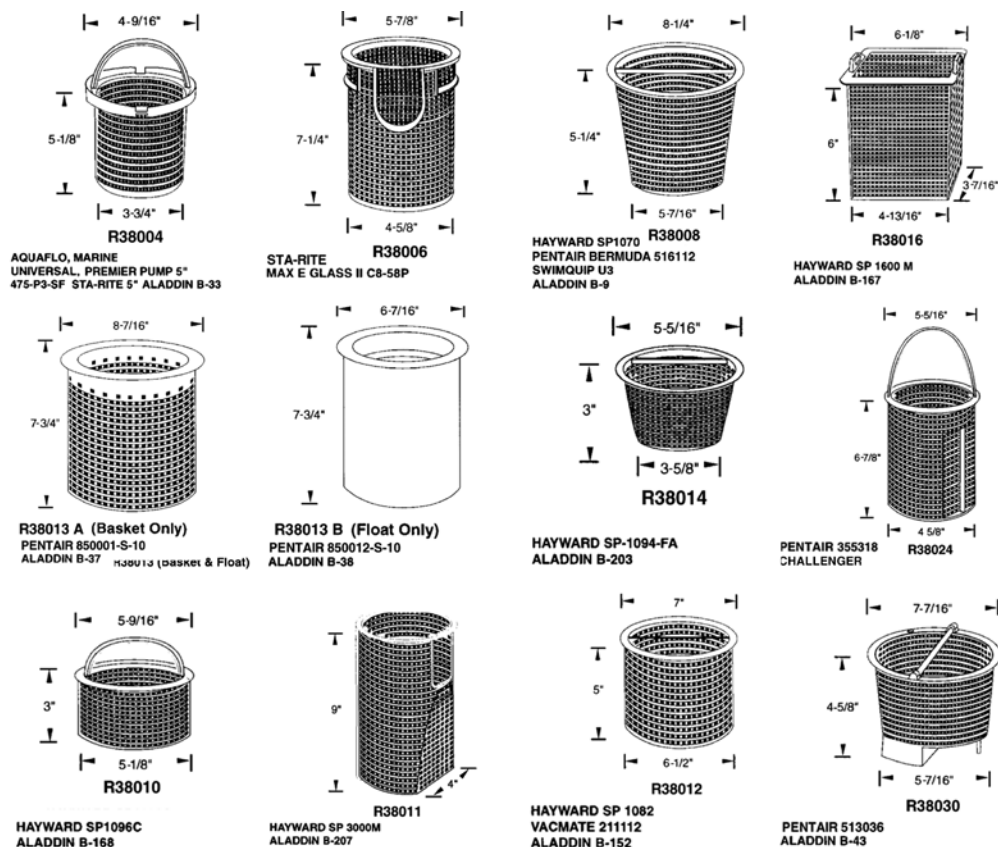 4-9/16"
5-1/8"
3-3/4"
R38004
AQUAFLO, MARINE
UNIVERSAL, PREMIER PUMP 5"
475-P3-SF STA-RITE 5" ALADDIN B-33
5-7/8"
7-1/4"
4-5/8"
R38006
STA-RITE
MAX E GLASS II C8-58P
8-1/4"
5-1/4"
5-7/16"
R38008
HAYWARD SP1070
PENTAIR BERMUDA 516112
SWIMQUIP U3
ALADDIN B-9
6-1/8"
6"
3-7/16"
4-13/16"
R38016
HAYWARD SP 1600 M
ALADDIN B-167
8-7/16"
7-3/4"
R38013 A (Basket Only)
PENTAIR 850001-S-10
ALADDIN B-37 R38013 (Basket & Float)
6-7/16"
7-3/4"
R38013 B (Float Only)
PENTAIR 850012-S-10
ALADDIN B-38
5-5/16"
3"
3-5/8"
R38014
HAYWARD SP-1094-FA
ALADDIN B-203
5-5/16"
6-7/8"
4 5/8"
R38024
PENTAIR 355318
CHALLENGER
5-9/16"
3"
5-1/8"
R38010
HAYWARD SP1096C
ALADDIN B-168
9"
4"
R38011
HAYWARD SP 3000M
ALADDIN B-207
7"
5"
6-1/2"
R38012
HAYWARD SP 1082
VACMATE 211112
ALADDIN B-152
7-7/16"
4-5/8"
5-7/16"
R38030
PENTAIR 513036
ALADDIN B-43